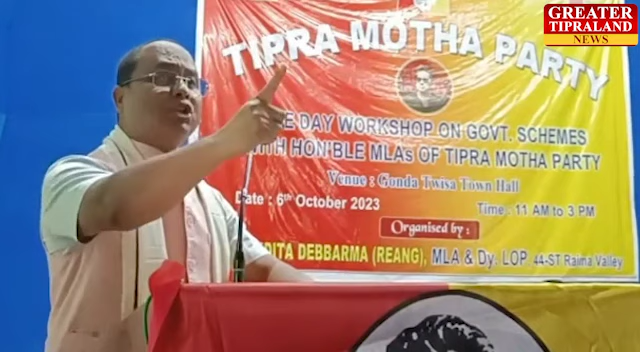 GREATER
TIPRALAND
NEWS
TIPRA MOTHA PARTY
DAY WORKSHOP ON GOVT. SCHEMES
HON'BLE MLAs OF TIPRA MOTHA PARTY
Venue : Gonda Twisa Town Hall
Date : 6th October 2023 Time : 11 AM to 3 PM
Organised by :
DEBBARMA (REANG), MLA & Dy. LOP 44-ST Raima Valley